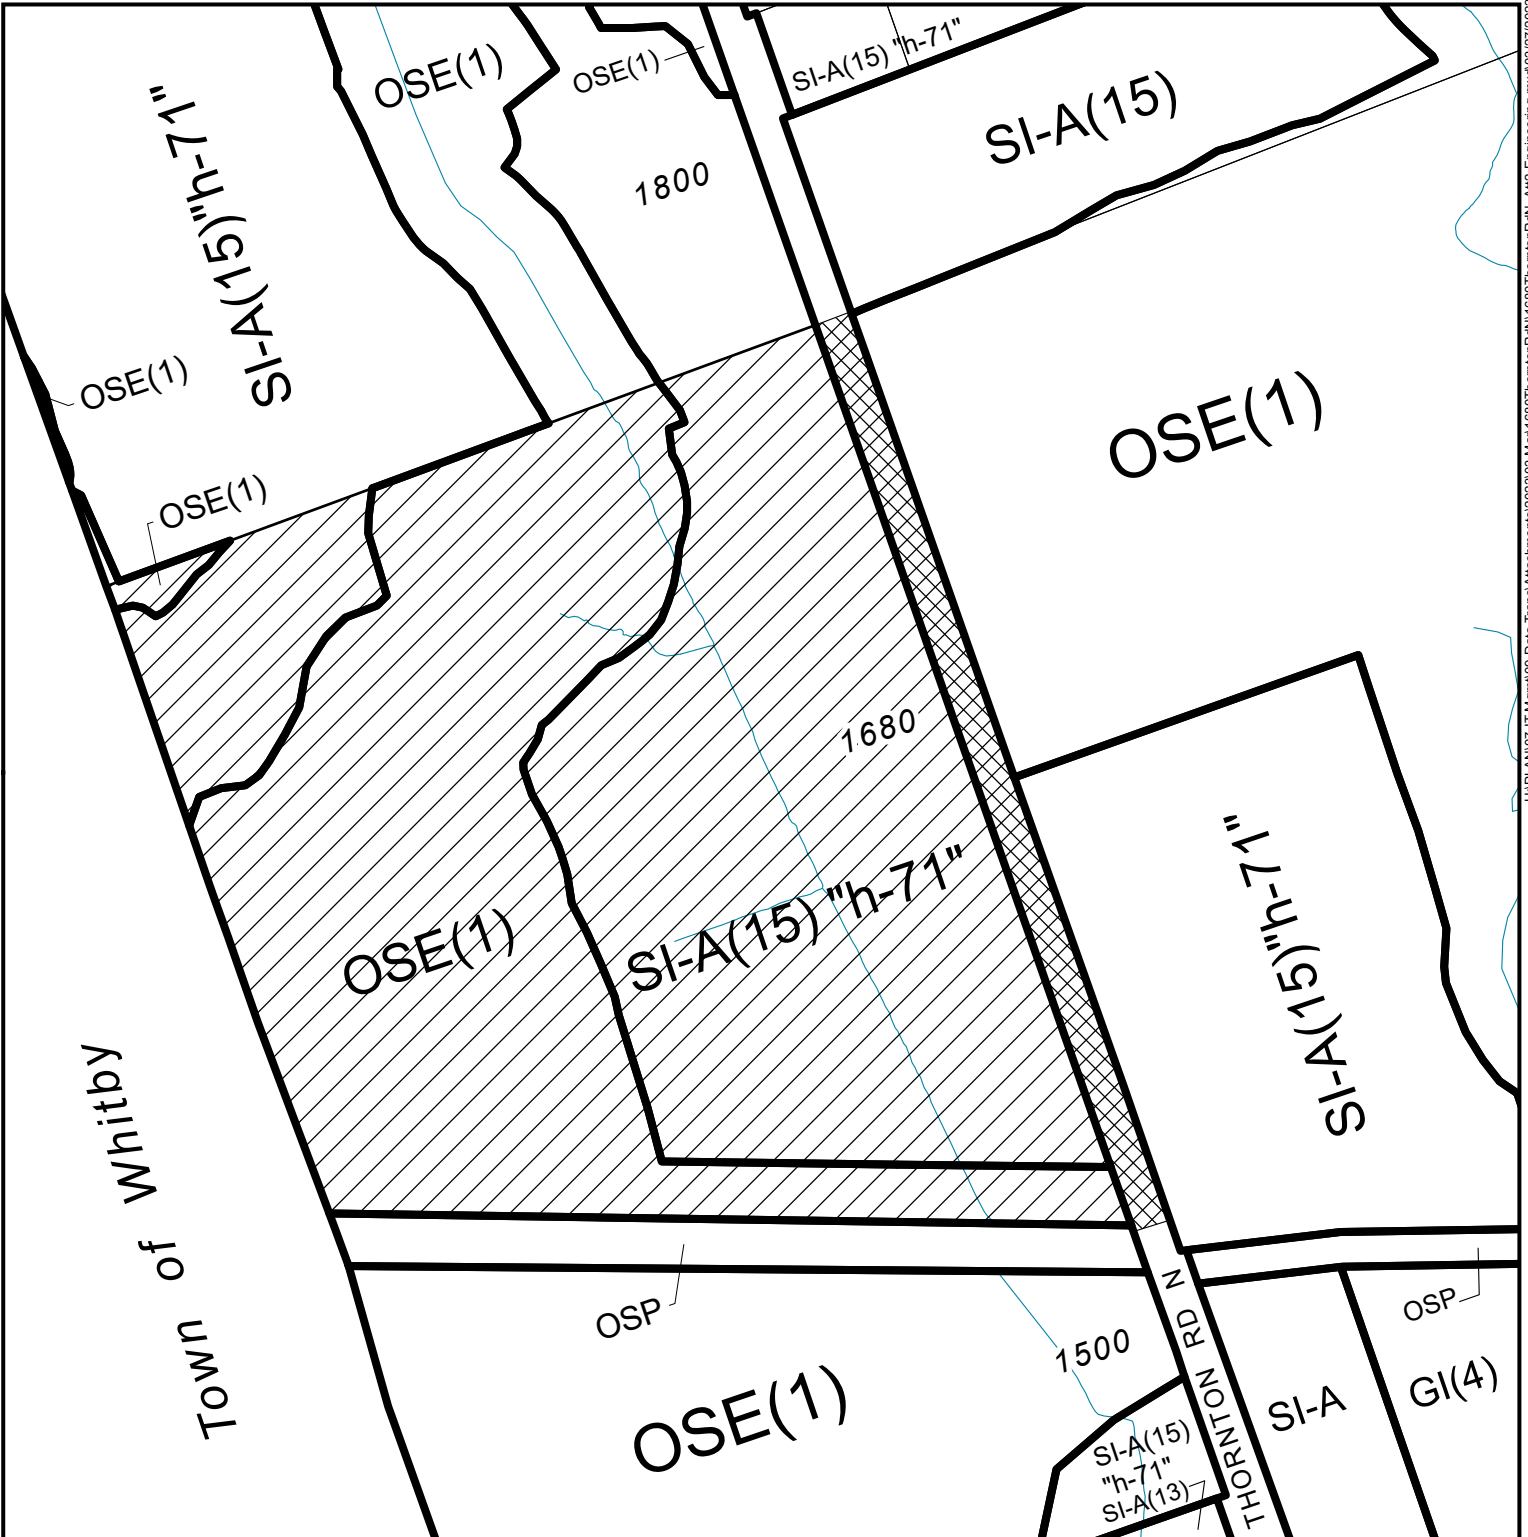 OSE(1)
OSE(1)
SI-A(15) "h-71"
SI-A(15)
SI-A(15)"h-71"
1800
OSE(1)
OSE(1)
OSE(1)
1680
SI-A(15) "h-71"
OSE(1)
SI-A(15)"h-71"
Town of Whitby
OSP
1500
THORNTON RD N
OSP
OSE(1)
SI-A
GI(4)
SI-A(15)
"h-71"
SI-A(13)